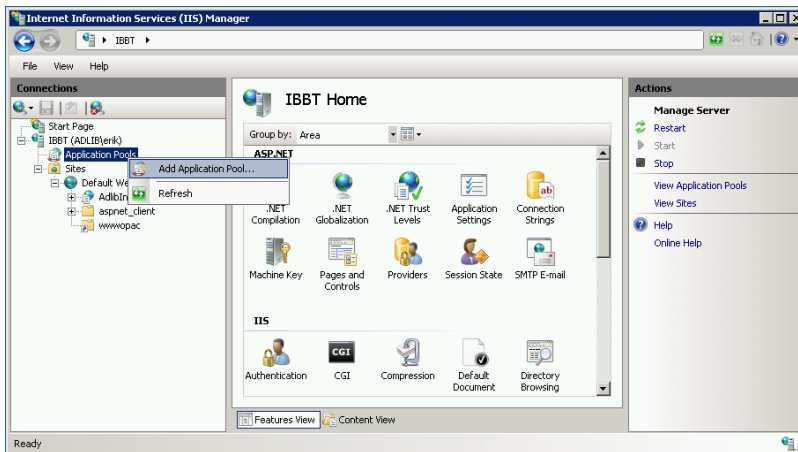 Internet Information Services (IIS) Manager
IBBT
File View Help
Connections
Start Page
IBBT (ADLIB\erik)
Application Pools
Sites
Default We
AdlibIn
aspnet_client
wwwopac
Add Application Pool...
Refresh
IBBT Home
Group by: Area
ASP.NET
.NET Compilation
.NET Globalization
.NET Trust Levels
Application Settings
Connection Strings
Machine Key
Pages and Controls
Providers
Session State
SMTP E-mail
IIS
Authentication
CGI
CGI
Compression
Default Document
Directory Browsing
Features View
Content View
Actions
Manage Server
Restart
Start
Stop
View Application Pools
View Sites
Help
Online Help
Ready